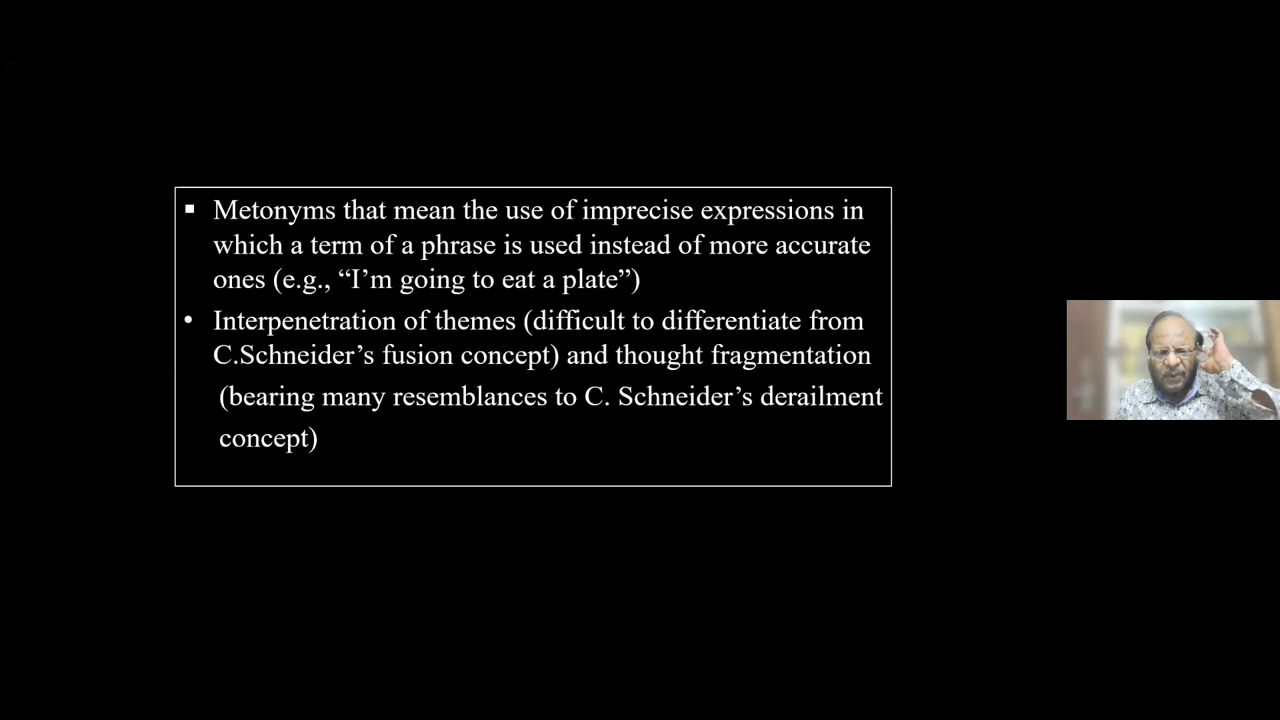 ▪ Metonyms that mean the use of imprecise expressions in
which a term of a phrase is used instead of more accurate
ones (e.g., “I’m going to eat a plate”)
• Interpenetration of themes (difficult to differentiate from
C.Schneider’s fusion concept) and thought fragmentation
(bearing many resemblances to C. Schneider’s derailment
concept)